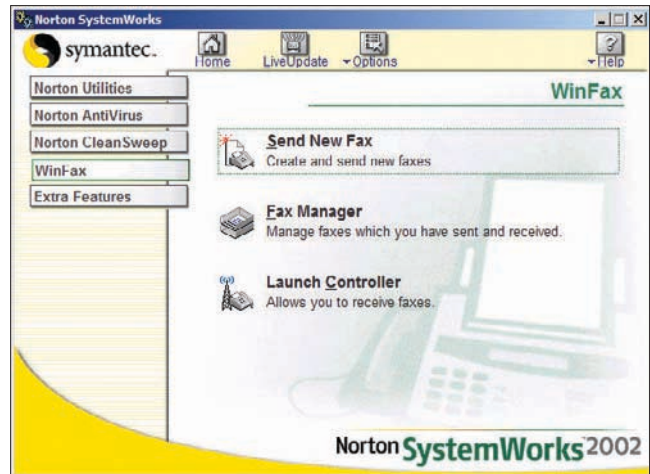 Norton SystemWorks
symantec.
Home
LiveUpdate
Options
Help
Norton Utilities
Norton AntiVirus
Norton CleanSweep
WinFax
Extra Features
WinFax
Send New Fax
Create and send new faxes
Fax Manager
Manage faxes which you have sent and received.
Launch Controller
Allows you to receive faxes.
Norton SystemWorks 2002